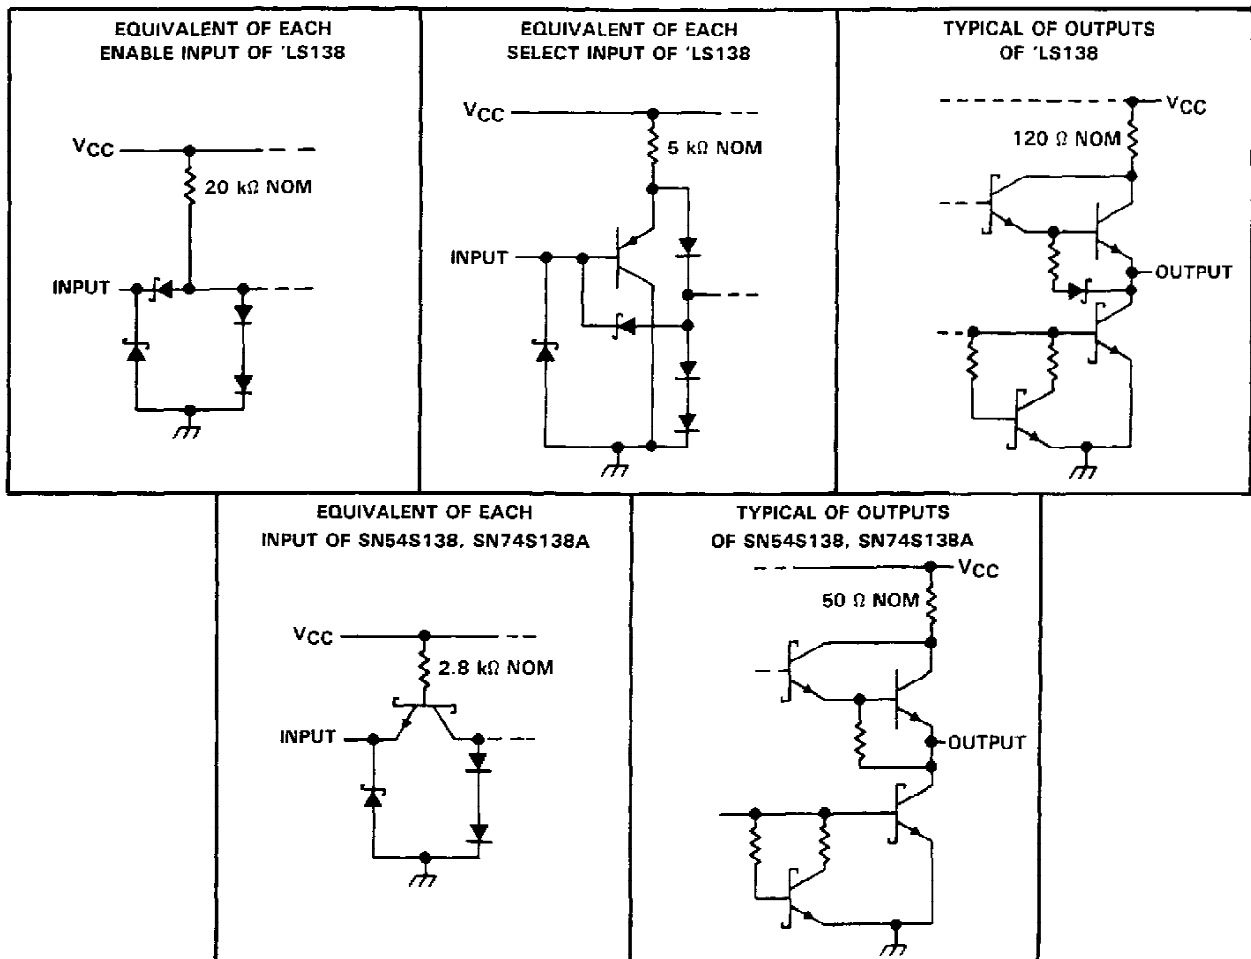 EQUIVALENT OF EACH
ENABLE INPUT OF 'LS138
VCC
20 kΩ NOM
INPUT
EQUIVALENT OF EACH
SELECT INPUT OF 'LS138
VCC
5 kΩ NOM
INPUT
TYPICAL OF OUTPUTS
OF 'LS138
VCC
120 Ω NOM
OUTPUT
EQUIVALENT OF EACH
INPUT OF SN54S138, SN74S138A
VCC
2.8 kΩ NOM
INPUT
TYPICAL OF OUTPUTS
OF SN54S138, SN74S138A
VCC
50 Ω NOM
OUTPUT